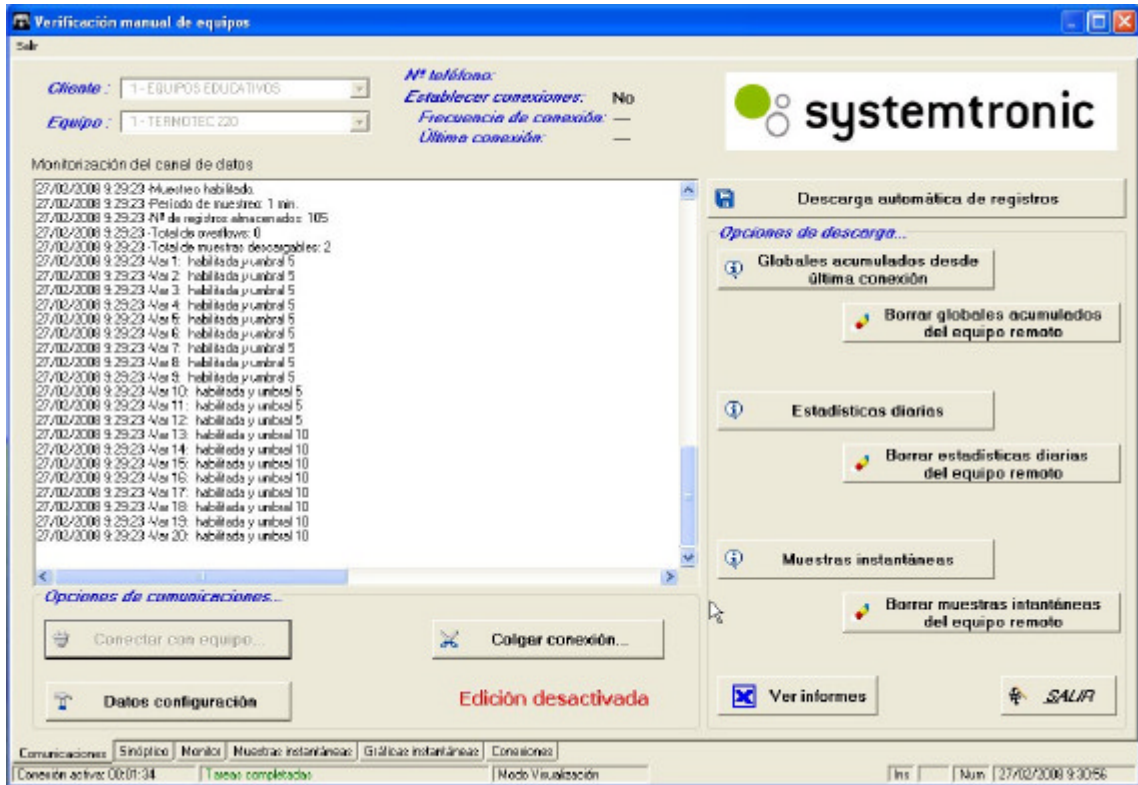 Verificación manual de equipos
Salir
Cliente : 1 - EQUIPOS EDUCATIVOS
Equipo : 1 - TERMOTEC 220
Nº teléfono:
Establecer conexiones: No
Frecuencia de conexión: —
Última conexión: —
systemtronic
Monitorización del canal de datos
27/02/2008 9:29:23 -Muestreo habilitado.
27/02/2008 9:29:23 -Periodo de muestreo: 1 min.
27/02/2008 9:29:23 -Nº de registros almacenados: 105
27/02/2008 9:29:23 -Total de overflows: 0
27/02/2008 9:29:23 -Total de muestras descargables: 2
27/02/2008 9:29:23 -Var 1: habilitada y umbral 5
27/02/2008 9:29:23 -Var 2: habilitada y umbral 5
27/02/2008 9:29:23 -Var 3: habilitada y umbral 5
27/02/2008 9:29:23 -Var 4: habilitada y umbral 5
27/02/2008 9:29:23 -Var 5: habilitada y umbral 5
27/02/2008 9:29:23 -Var 6: habilitada y umbral 5
27/02/2008 9:29:23 -Var 7: habilitada y umbral 5
27/02/2008 9:29:23 -Var 8: habilitada y umbral 5
27/02/2008 9:29:23 -Var 9: habilitada y umbral 5
27/02/2008 9:29:23 -Var 10: habilitada y umbral 5
27/02/2008 9:29:23 -Var 11: habilitada y umbral 5
27/02/2008 9:29:23 -Var 12: habilitada y umbral 5
27/02/2008 9:29:23 -Var 13: habilitada y umbral 10
27/02/2008 9:29:23 -Var 14: habilitada y umbral 10
27/02/2008 9:29:23 -Var 15: habilitada y umbral 10
27/02/2008 9:29:23 -Var 16: habilitada y umbral 10
27/02/2008 9:29:23 -Var 17: habilitada y umbral 10
27/02/2008 9:29:23 -Var 18: habilitada y umbral 10
27/02/2008 9:29:23 -Var 19: habilitada y umbral 10
27/02/2008 9:29:23 -Var 20: habilitada y umbral 10
Opciones de comunicaciones...
Conectar con equipo...
Colgar conexión...
Datos configuración
Edición desactivada
Descarga automática de registros
Opciones de descarga...
Globales acumulados desde
última conexión
Borrar globales acumulados
del equipo remoto
Estadísticas diarias
Borrar estadísticas diarias
del equipo remoto
Muestras instantáneas
Borrar muestras intantáneas
del equipo remoto
Ver informes
SALIR
Comunicaciones Sinóptico Monitor Muestras instantáneas Gráficas instantáneas Conexiones
Conexión activa: 00:01:34 Tareas completadas Modo Visualización Ins Num 27/02/2008 9:30:56